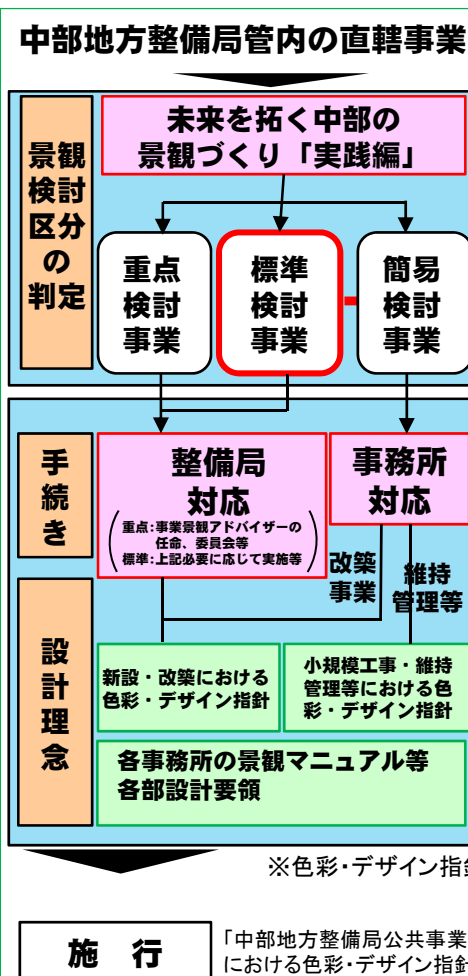 中部地方整備局管内の直轄事業
景観
検討
区分
の
判定
未来を拓く中部の
景観づくり「実践編」
重点
検討
事業
標準
検討
事業
簡易
検討
事業
手
続
き
整備局
対応
重点:事業景観アドバイザーの
任命、委員会等
標準:上記必要に応じて実施等
事務所
対応
改築
事業
維持
管理等
設
計
理
念
新設・改築における
色彩・デザイン指針
小規模工事・維持
管理等における色
彩・デザイン指針
各事務所の景観マニュアル等
各部設計要領
※色彩・デザイン指針
施 行
「中部地方整備局公共事業
における色彩・デザイン指針